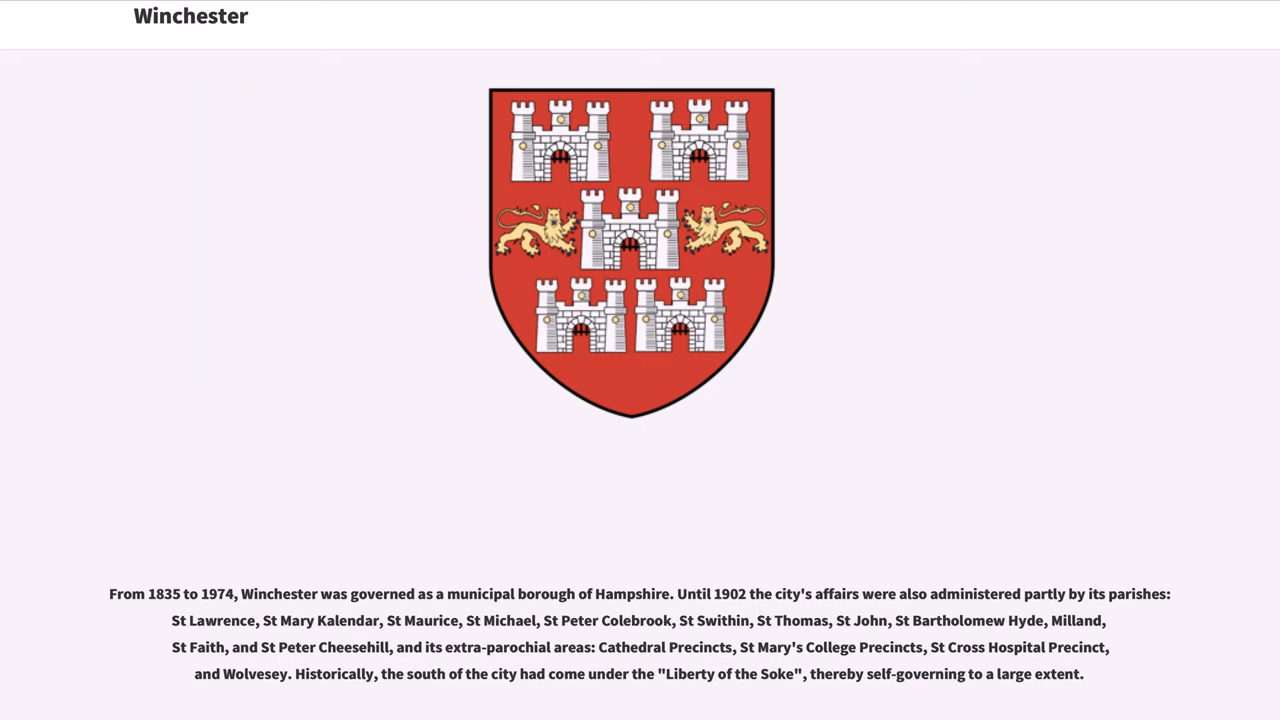 Winchester
From 1835 to 1974, Winchester was governed as a municipal borough of Hampshire. Until 1902 the city's affairs were also administered partly by its parishes:
St Lawrence, St Mary Kalendar, St Maurice, St Michael, St Peter Colebrook, St Swithin, St Thomas, St John, St Bartholomew Hyde, Milland,
St Faith, and St Peter Cheesehill, and its extra-parochial areas: Cathedral Precincts, St Mary's College Precincts, St Cross Hospital Precinct,
and Wolvesey. Historically, the south of the city had come under the "Liberty of the Soke", thereby self-governing to a large extent.